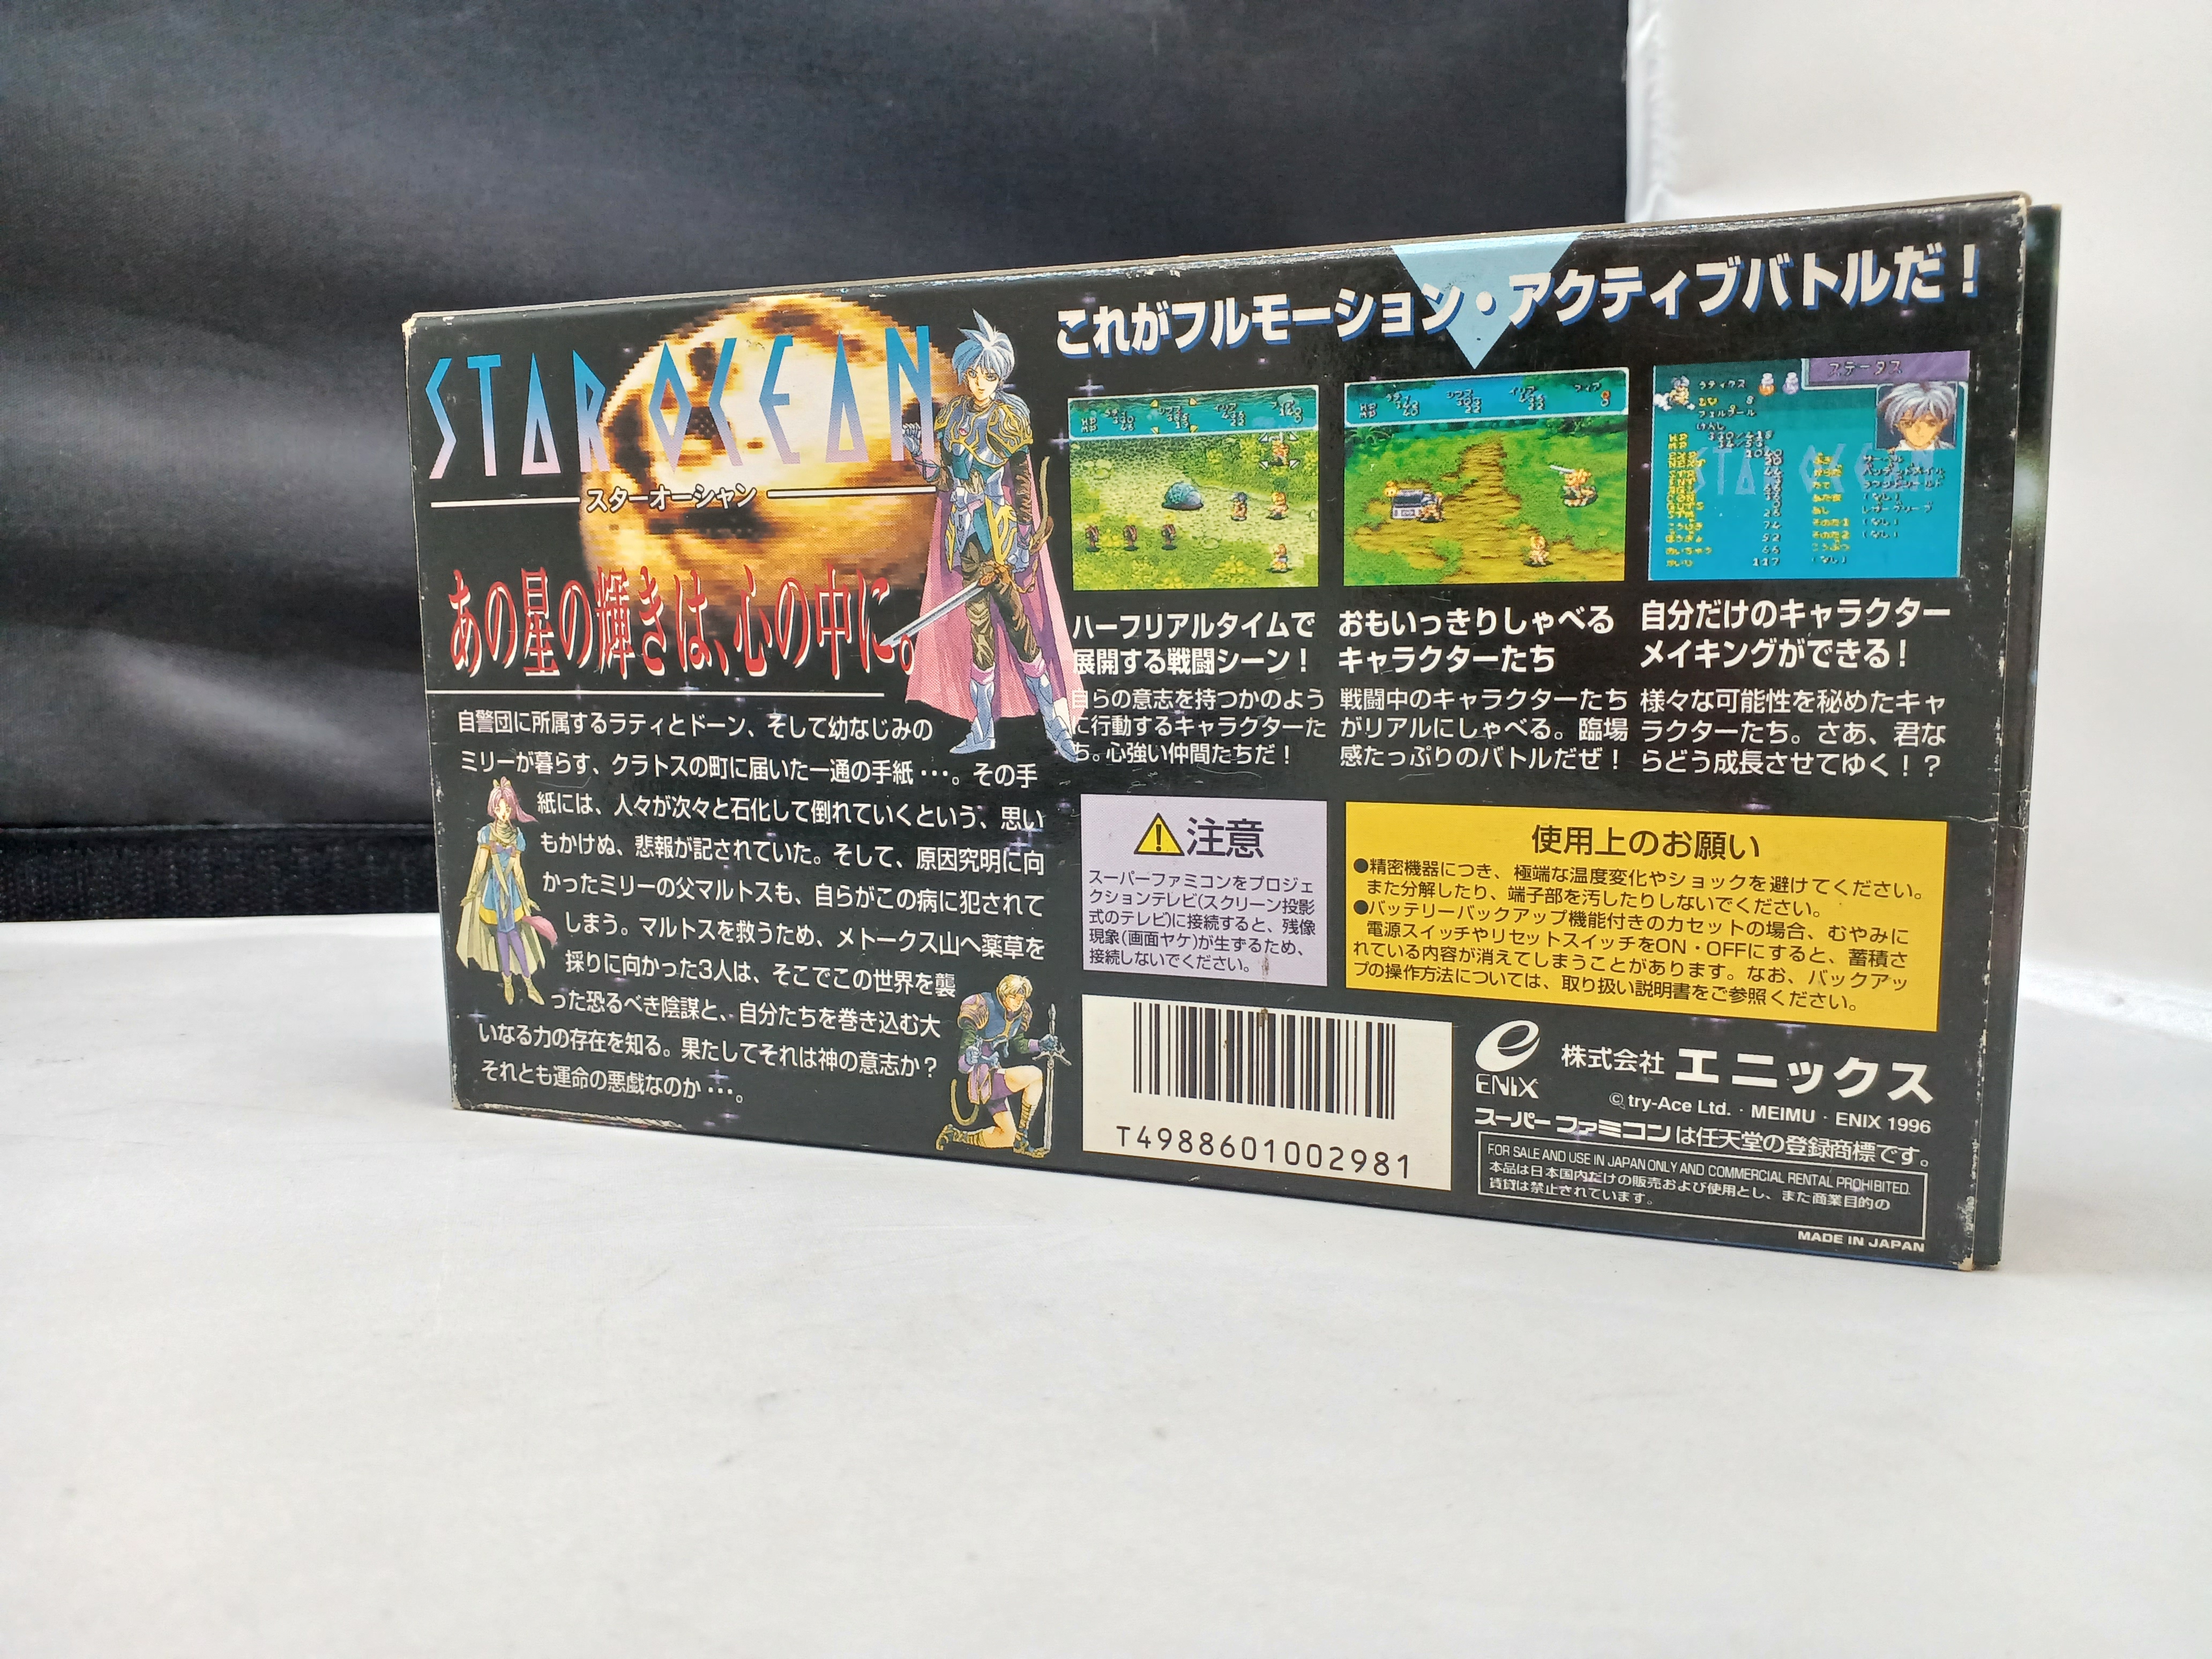 STAR OCEAN
スターオーシャン
あの星の輝きは、心の中に。
自警団に所属するラティとドーン、そして幼なじみの
ミリーが暮らす、クラトスの町に届いた一通の手紙…。その手
紙には、人々が次々と石化して倒れていくという、思い
もかけぬ、悲報が記されていた。そして、原因究明に向
かったミリーの父マルトスも、自らがこの病に犯されて
しまう。マルトスを救うため、メトークス山へ薬草を
採りに向かった3人は、そこでこの世界を襲
った恐るべき陰謀と、自分たちを巻き込む大
いなる力の存在を知る。果たしてそれは神の意志か？
それとも運命の悪戯なのか…。
これがフルモーション・アクティブバトルだ！
ステータス
ラティクス
フェルプール
けんし
ハーフリアルタイムで
展開する戦闘シーン！
自らの意志を持つかのよう
に行動するキャラクターた
ち。心強い仲間たちだ！
おもいっきりしゃべる
キャラクターたち
戦闘中のキャラクターたち
がリアルにしゃべる。臨場
感たっぷりのバトルだぜ！
自分だけのキャラクター
メイキングができる！
様々な可能性を秘めたキャ
ラクターたち。さあ、君な
らどう成長させてゆく！？
注意
スーパーファミコンをプロジェ
クションテレビ(スクリーン投影
式のテレビ)に接続すると、残像
現象(画面ヤケ)が生ずるため、
接続しないでください。
使用上のお願い
●精密機器につき、極端な温度変化やショックを避けてください。
また分解したり、端子部を汚したりしないでください。
●バッテリーバックアップ機能付きのカセットの場合、むやみに
電源スイッチやリセットスイッチをON・OFFにすると、蓄積さ
れている内容が消えてしまうことがあります。なお、バックアッ
プの操作方法については、取り扱い説明書をご参照ください。
T4988601002981
ENIX
株式会社 エニックス
© try-Ace Ltd. · MEIMU · ENIX 1996
スーパーファミコンは任天堂の登録商標です。
FOR SALE AND USE IN JAPAN ONLY AND COMMERCIAL RENTAL PROHIBITED.
本品は日本国内だけの販売および使用とし、また商業目的の
賃貸は禁止されています。
MADE IN JAPAN